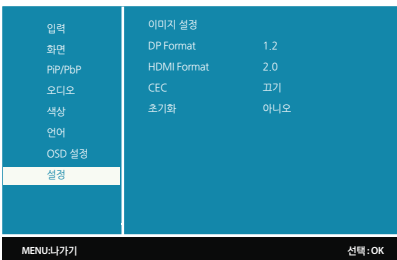 입력
화면
PiP/PbP
오디오
색상
언어
OSD 설정
설정
이미지 설정
DP Format 1.2
HDMI Format 2.0
CEC 끄기
초기화 아니오
MENU:나가기 선택 : OK